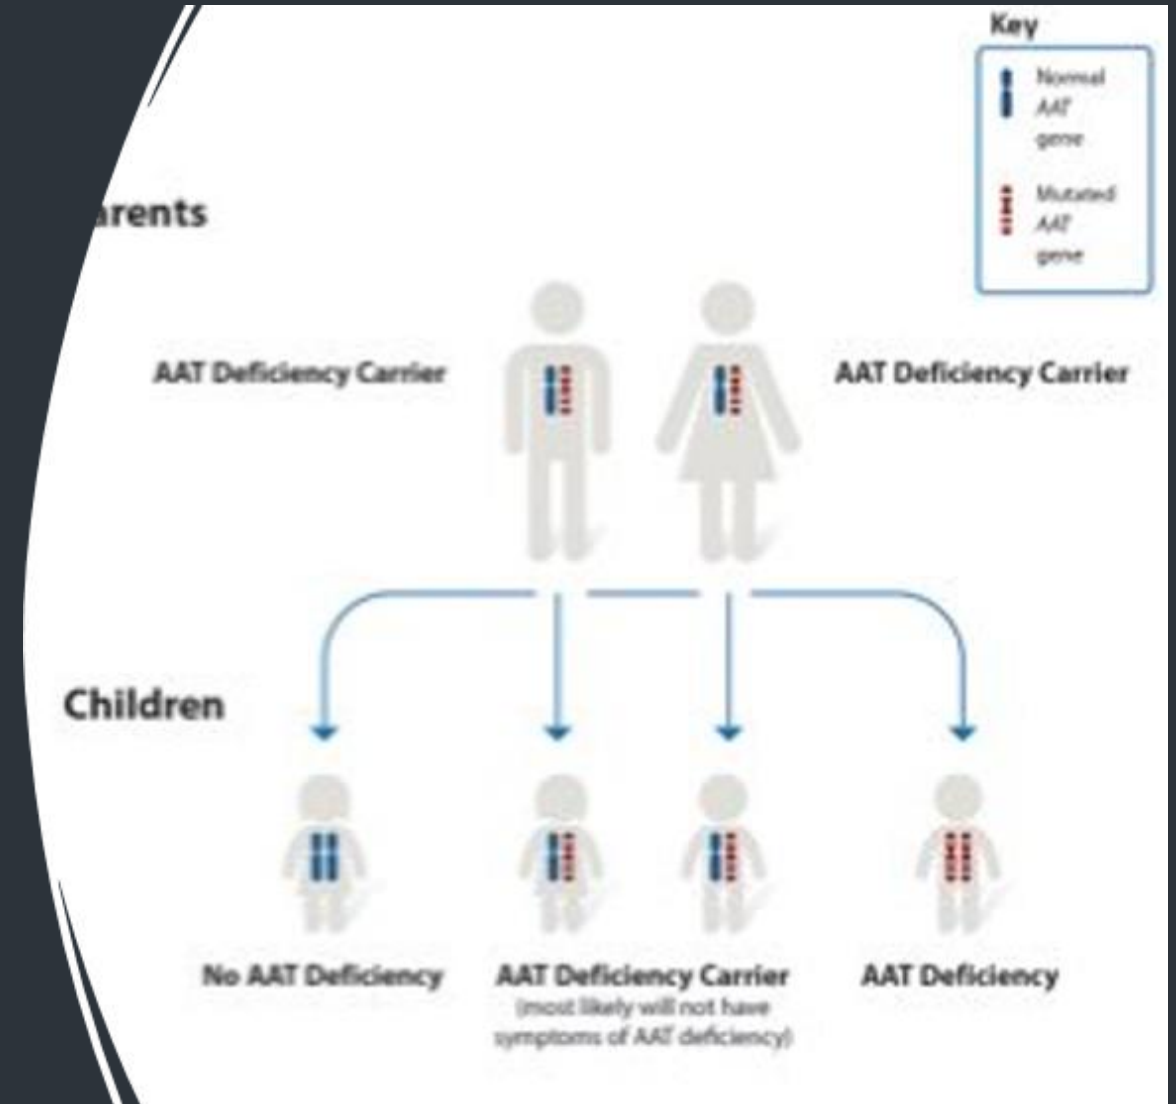 Key
Normal
AAT
gene
Mutated
AAT
gene
arents
AAT Deficiency Carrier
AAT Deficiency Carrier
Children
No AAT Deficiency
AAT Deficiency Carrier
(most likely will not have
symptoms of AAT deficiency)
AAT Deficiency